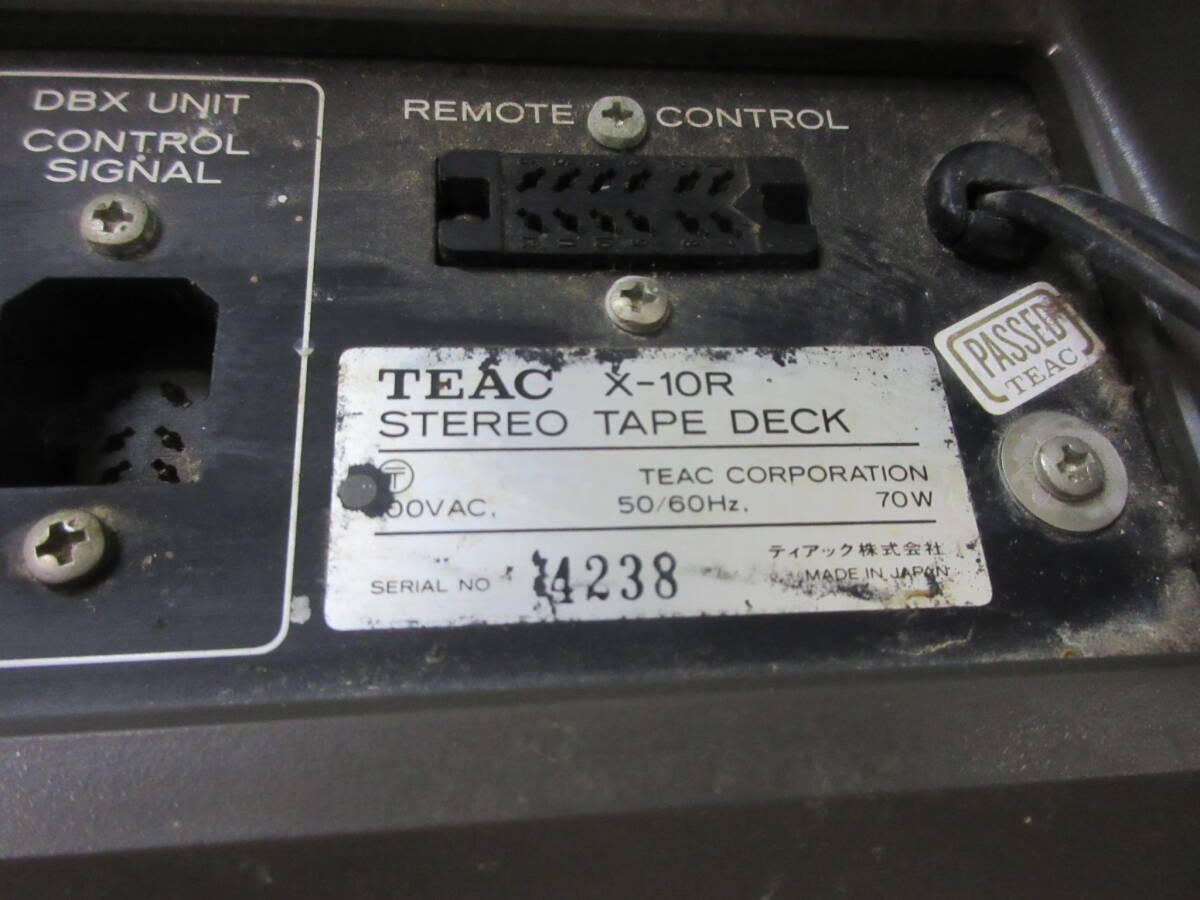 DBX UNIT
CONTROL
SIGNAL
REMOTE CONTROL
PASSED
TEAC
TEAC X-10R
STEREO TAPE DECK
TEAC CORPORATION
00VAC, 50/60Hz, 70W
ティアック株式会社
SERIAL NO 4238
MADE IN JAPAN